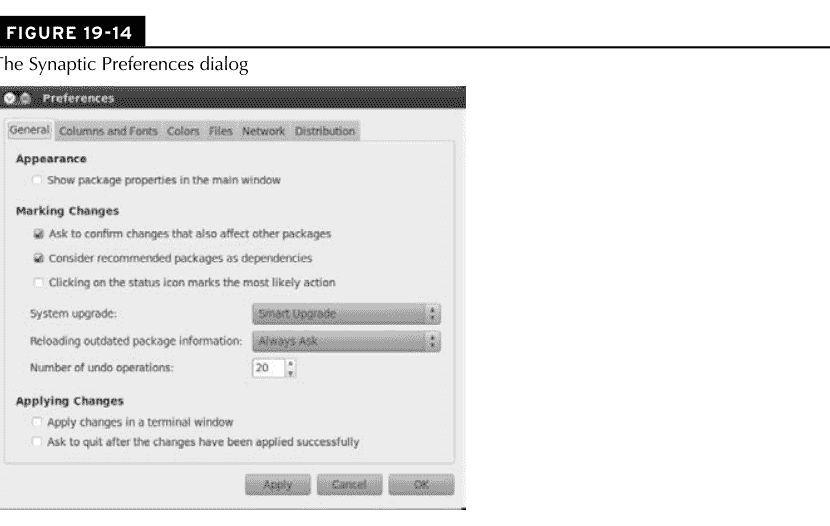 FIGURE 19-14
The Synaptic Preferences dialog
Preferences
General Columns and Fonts Colors Files Network Distribution
Appearance
Show package properties in the main window
Marking Changes
Ask to confirm changes that also affect other packages
Consider recommended packages as dependencies
Clicking on the status icon marks the most likely action
System upgrade: Smart Upgrade
Reloading outdated package information: Always Ask
Number of undo operations: 20
Applying Changes
Apply changes in a terminal window
Ask to quit after the changes have been applied successfully
Apply Cancel OK